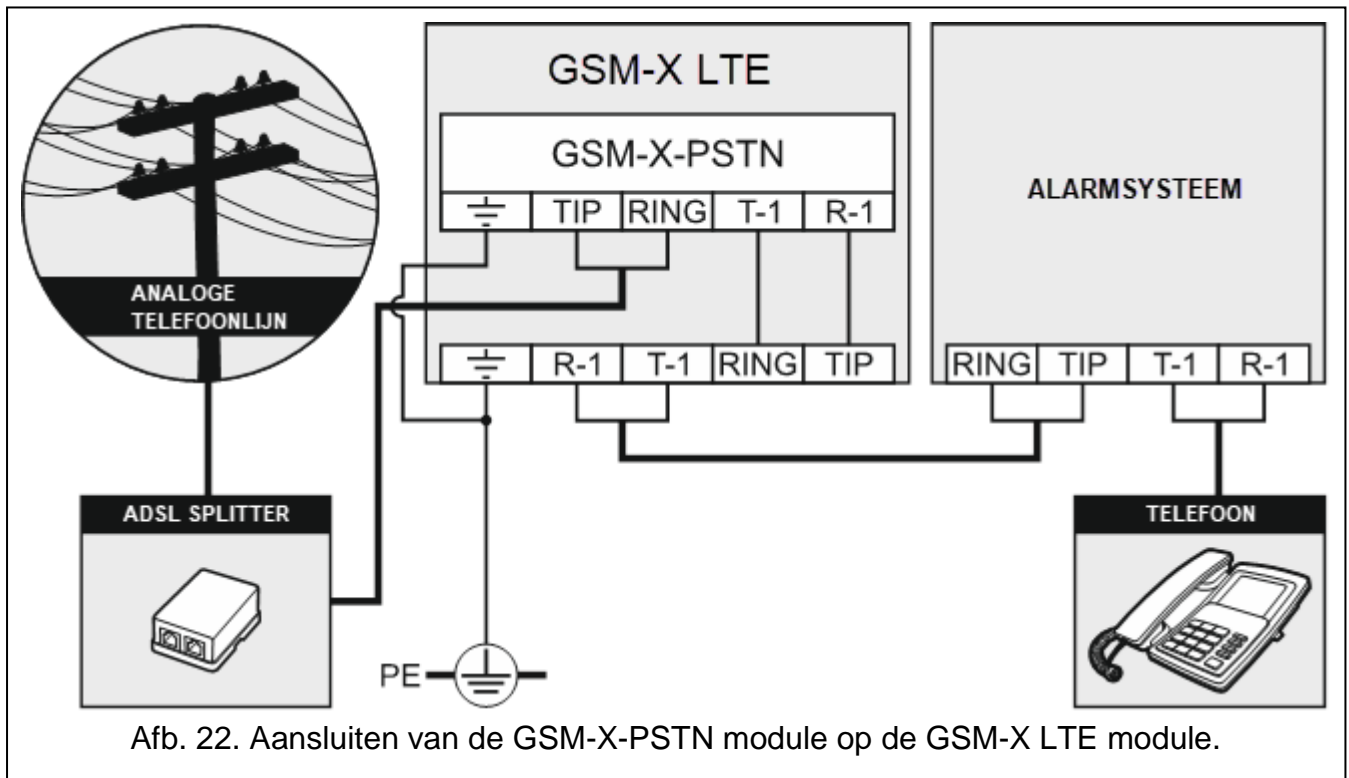 GSM-X LTE
GSM-X-PSTN
TIP RING T-1 R-1
ALARMSYSTEEM
ANALOGE
TELEFOONLIJN
R-1 T-1 RING TIP
RING TIP T-1 R-1
ADSL SPLITTER
TELEFOON
PE
Afb. 22. Aansluiten van de GSM-X-PSTN module op de GSM-X LTE module.